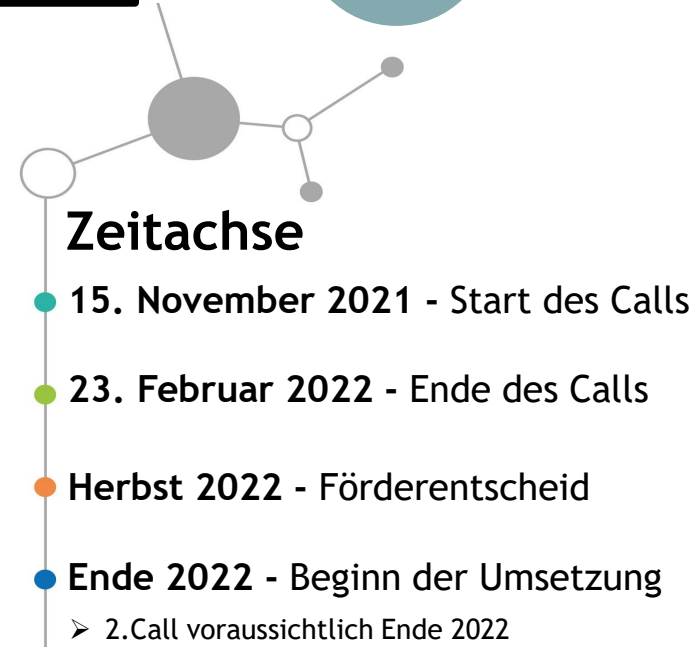 Zeitachse
15. November 2021 - Start des Calls
23. Februar 2022 - Ende des Calls
Herbst 2022 - Förderentscheid
Ende 2022 - Beginn der Umsetzung
➢ 2.Call voraussichtlich Ende 2022